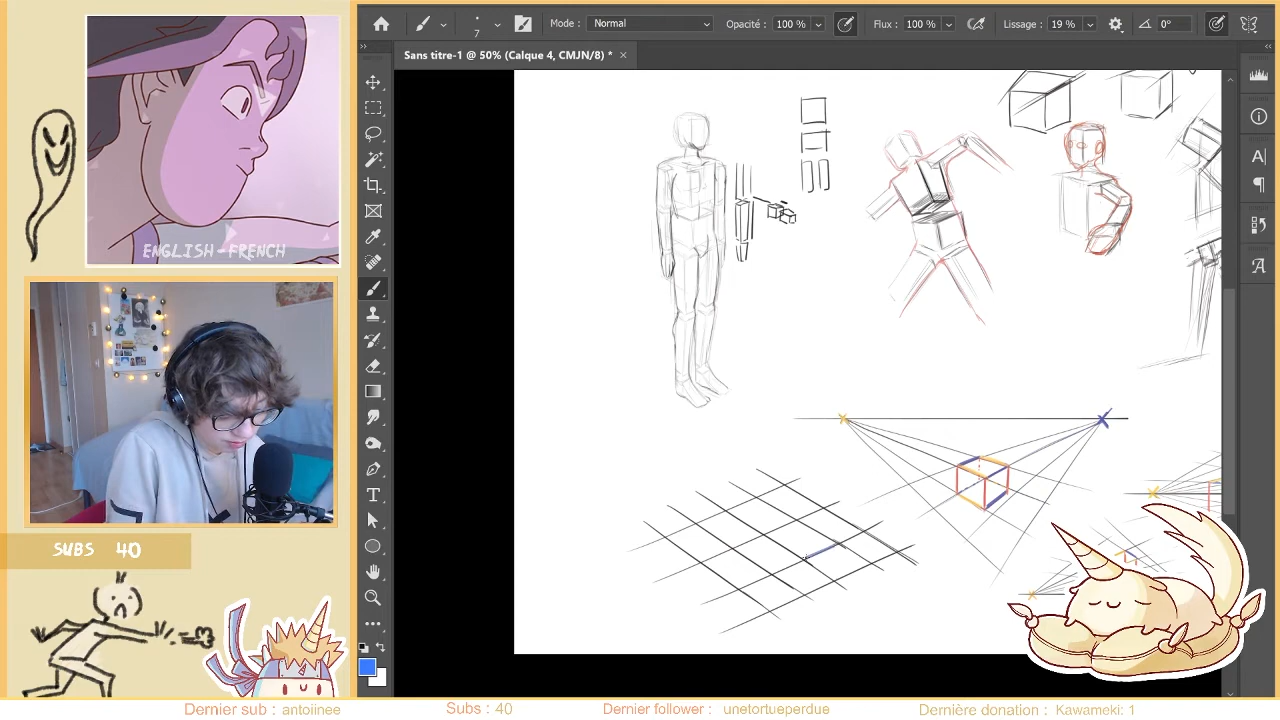 Mode : Normal
Opacité : 100 %
Flux : 100 %
Lissage : 19 %
0°
7
Sans titre-1 @ 50% (Calque 4, CMJN/8) *
ENGLISH-FRENCH
SUBS 40
Dernier sub : antoiinee
Subs : 40
Dernier follower : unetortueperdue
Dernière donation : Kawameki: 1